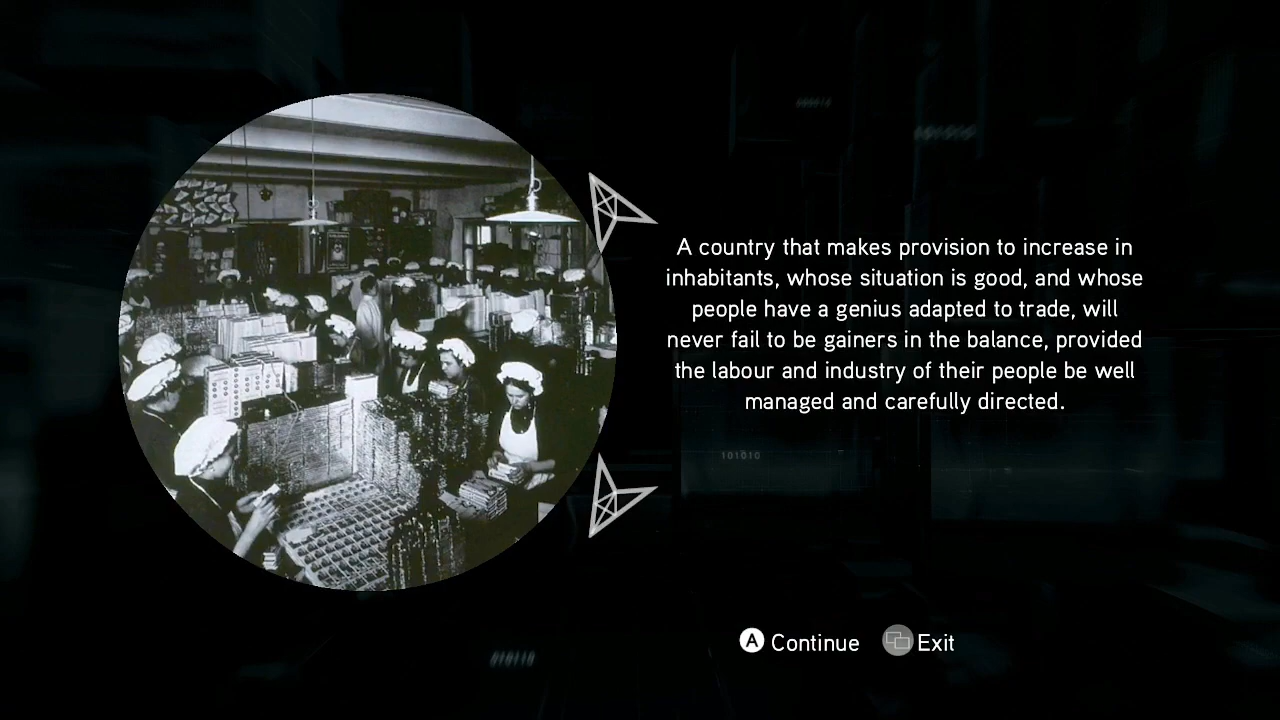 A country that makes provision to increase in
inhabitants, whose situation is good, and whose
people have a genius adapted to trade, will
never fail to be gainers in the balance, provided
the labour and industry of their people be well
managed and carefully directed.
101010
A Continue Exit
010110